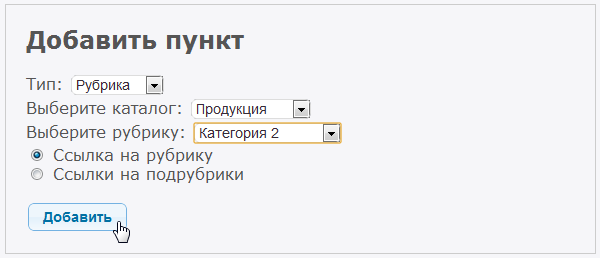 Добавить пункт
Тип: Рубрика
Выберите каталог: Продукция
Выберите рубрику: Категория 2
Ссылка на рубрику
Ссылки на подрубрики
Добавить